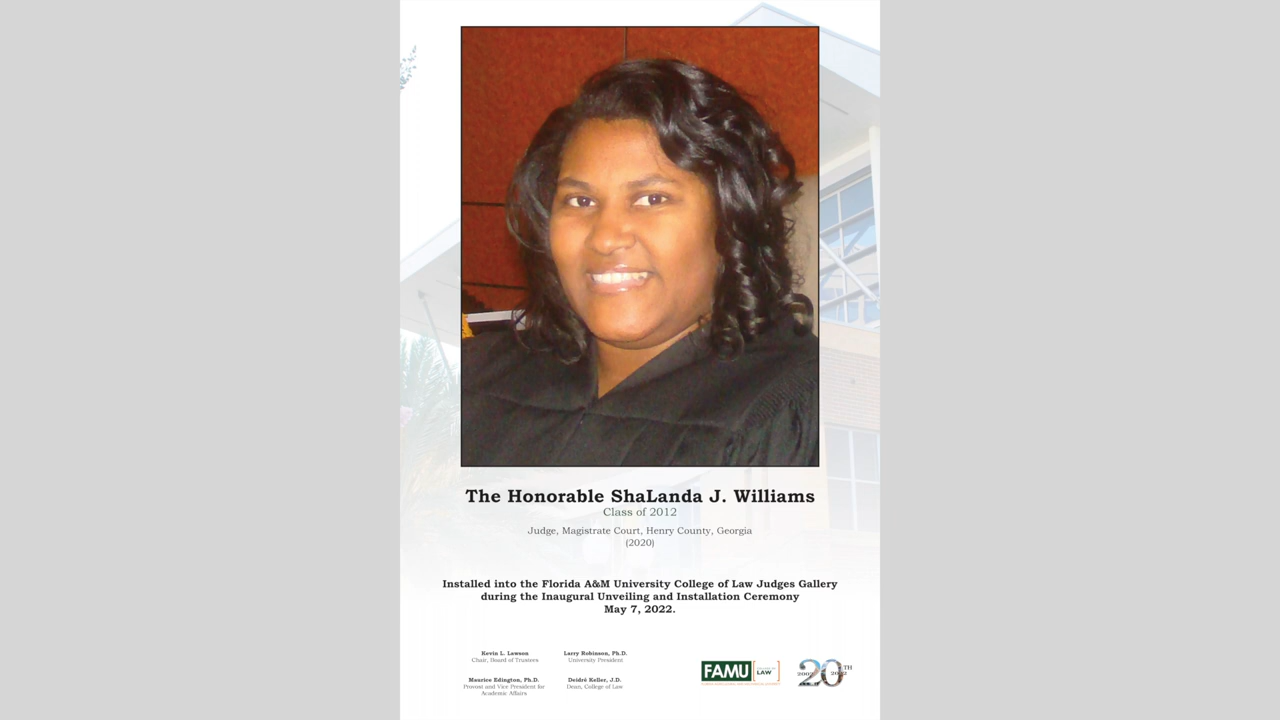 The Honorable ShaLanda J. Williams
Class of 2012
Judge, Magistrate Court, Henry County, Georgia
(2020)
Installed into the Florida A&M University College of Law Judges Gallery
during the Inaugural Unveiling and Installation Ceremony
May 7, 2022.
Kevin L. Lawson
Chair, Board of Trustees
Larry Robinson, Ph.D.
University President
Maurice Edington, Ph.D.
Provost and Vice President for
Academic Affairs
Deidré Keller, J.D.
Dean, College of Law
FAMU
COLLEGE OF
LAW
20TH
2002 2022